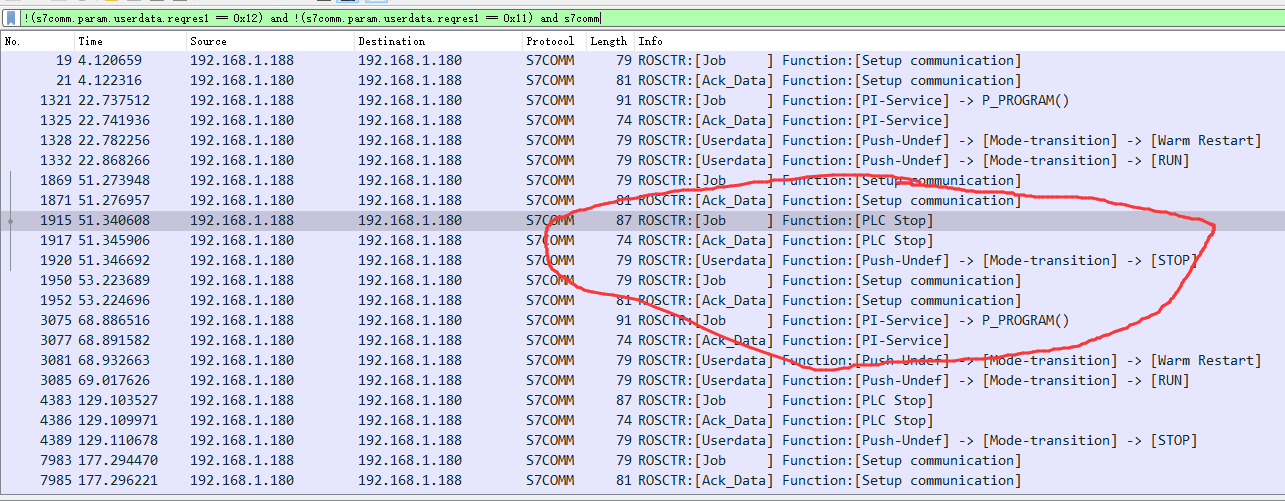 !(s7comm.param.userdata.reqres1 == 0x12) and !(s7comm.param.userdata.reqres1 == 0x11) and s7comm
No. Time Source Destination Protocol Length Info
19 4.120659 192.168.1.188 192.168.1.180 S7COMM 79 ROSCTR:[Job     ] Function:[Setup communication]
21 4.122316 192.168.1.180 192.168.1.188 S7COMM 81 ROSCTR:[Ack_Data] Function:[Setup communication]
1321 22.737512 192.168.1.188 192.168.1.180 S7COMM 91 ROSCTR:[Job     ] Function:[PI-Service] -> P_PROGRAM()
1325 22.741936 192.168.1.180 192.168.1.188 S7COMM 74 ROSCTR:[Ack_Data] Function:[PI-Service]
1328 22.782256 192.168.1.180 192.168.1.188 S7COMM 79 ROSCTR:[Userdata] Function:[Push-Undef] -> [Mode-transition] -> [Warm Restart]
1332 22.868266 192.168.1.180 192.168.1.188 S7COMM 79 ROSCTR:[Userdata] Function:[Push-Undef] -> [Mode-transition] -> [RUN]
1869 51.273948 192.168.1.188 192.168.1.180 S7COMM 79 ROSCTR:[Job     ] Function:[Setup communication]
1871 51.276957 192.168.1.180 192.168.1.188 S7COMM 81 ROSCTR:[Ack_Data] Function:[Setup communication]
1915 51.340608 192.168.1.188 192.168.1.180 S7COMM 87 ROSCTR:[Job     ] Function:[PLC Stop]
1917 51.345906 192.168.1.180 192.168.1.188 S7COMM 74 ROSCTR:[Ack_Data] Function:[PLC Stop]
1920 51.346692 192.168.1.180 192.168.1.188 S7COMM 79 ROSCTR:[Userdata] Function:[Push-Undef] -> [Mode-transition] -> [STOP]
1950 53.223689 192.168.1.188 192.168.1.180 S7COMM 79 ROSCTR:[Job     ] Function:[Setup communication]
1952 53.224696 192.168.1.180 192.168.1.188 S7COMM 81 ROSCTR:[Ack_Data] Function:[Setup communication]
3075 68.886516 192.168.1.188 192.168.1.180 S7COMM 91 ROSCTR:[Job     ] Function:[PI-Service] -> P_PROGRAM()
3077 68.891582 192.168.1.180 192.168.1.188 S7COMM 74 ROSCTR:[Ack_Data] Function:[PI-Service]
3081 68.932663 192.168.1.180 192.168.1.188 S7COMM 79 ROSCTR:[Userdata] Function:[Push-Undef] -> [Mode-transition] -> [Warm Restart]
3085 69.017626 192.168.1.180 192.168.1.188 S7COMM 79 ROSCTR:[Userdata] Function:[Push-Undef] -> [Mode-transition] -> [RUN]
4383 129.103527 192.168.1.188 192.168.1.180 S7COMM 87 ROSCTR:[Job     ] Function:[PLC Stop]
4386 129.109971 192.168.1.180 192.168.1.188 S7COMM 74 ROSCTR:[Ack_Data] Function:[PLC Stop]
4389 129.110678 192.168.1.180 192.168.1.188 S7COMM 79 ROSCTR:[Userdata] Function:[Push-Undef] -> [Mode-transition] -> [STOP]
7983 177.294470 192.168.1.188 192.168.1.180 S7COMM 79 ROSCTR:[Job     ] Function:[Setup communication]
7985 177.296221 192.168.1.180 192.168.1.188 S7COMM 81 ROSCTR:[Ack_Data] Function:[Setup communication]